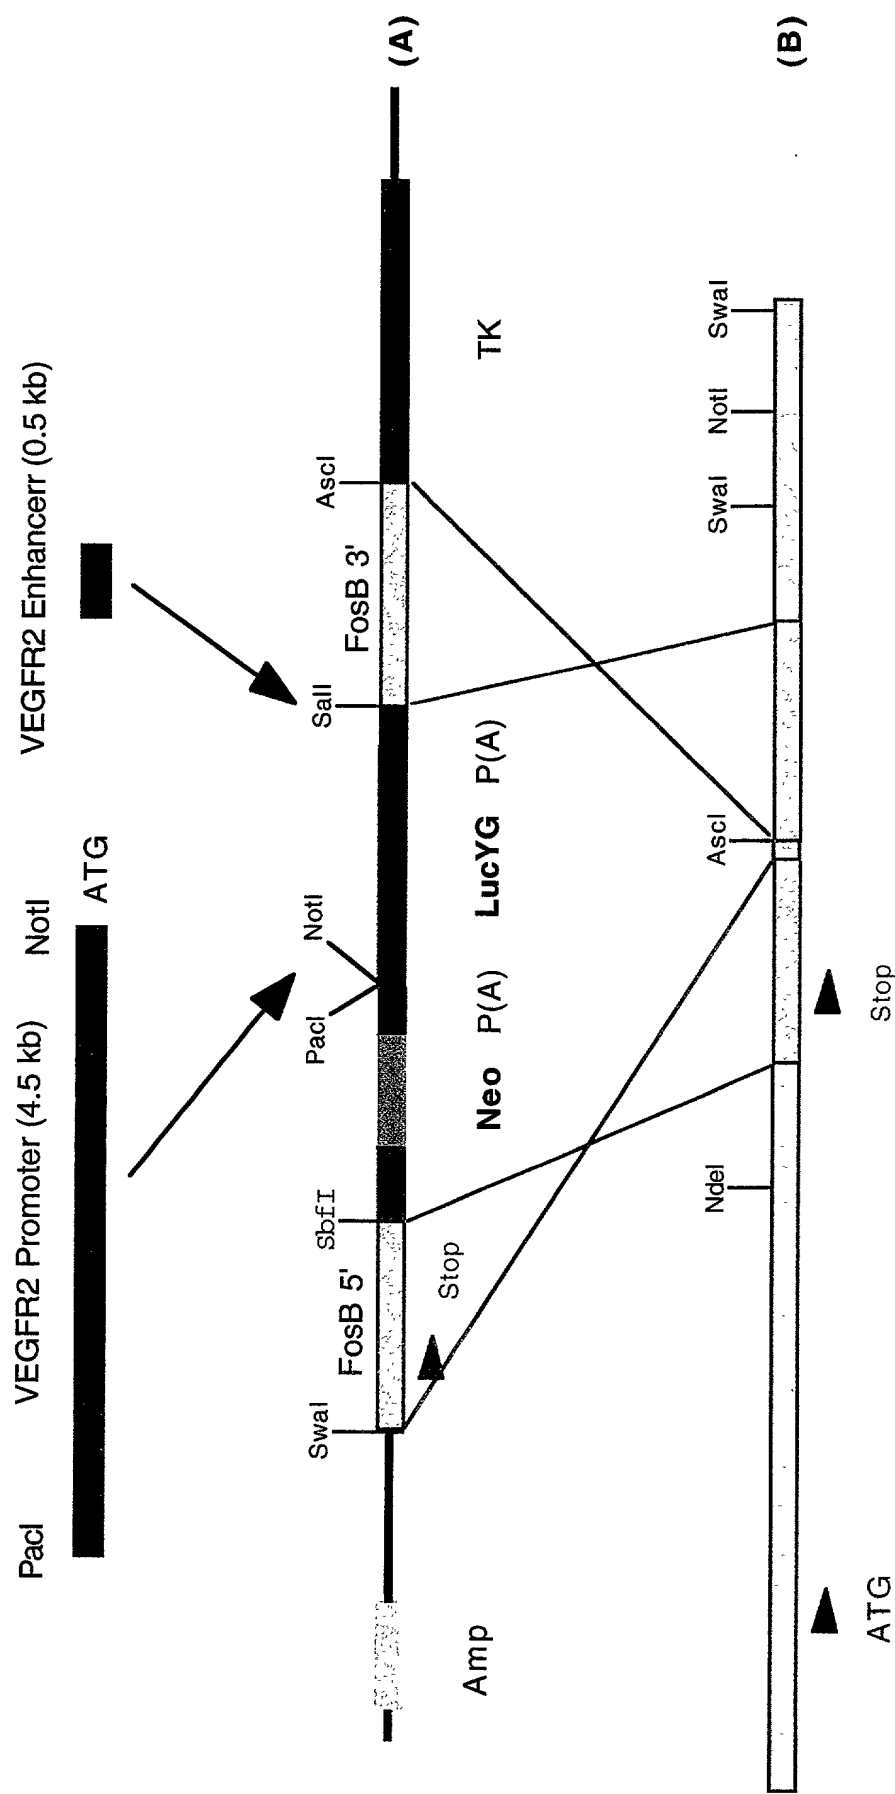 PacI VEGFR2 Promoter (4.5 kb) NotI VEGFR2 Enhancerr (0.5 kb)
ATG
SwaI SbfI PacI NotI SalI AscI
FosB 5' FosB 3'
(A)
Stop
Amp Neo P(A) LucYG P(A) TK
NdeI AscI SwaI NotI SwaI
(B)
ATG Stop